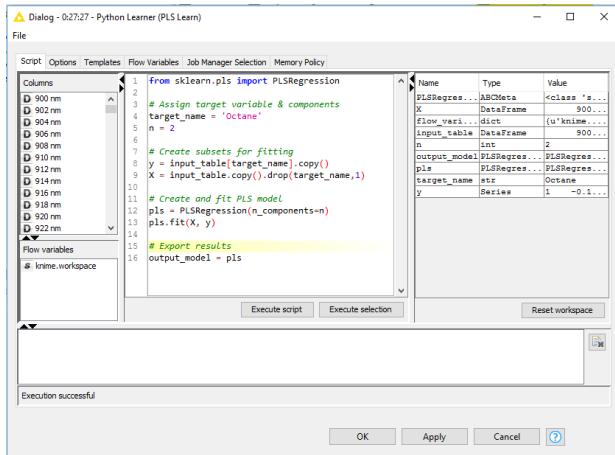 Dialog - 0:27:27 - Python Learner (PLS Learn)
File
Script Options Templates Flow Variables Job Manager Selection Memory Policy
Columns
D 900 nm
D 902 nm
D 904 nm
D 906 nm
D 908 nm
D 910 nm
D 912 nm
D 914 nm
D 916 nm
D 918 nm
D 920 nm
D 922 nm
Flow variables
s knime.workspace
1 from sklearn.pls import PLSRegression
2
3 # Assign target variable & components
4 target_name = 'Octane'
5 n = 2
6
7 # Create subsets for fitting
8 y = input_table[target_name].copy()
9 X = input_table.copy().drop(target_name,1)
10
11 # Create and fit PLS model
12 pls = PLSRegression(n_components=n)
13 pls.fit(X, y)
14
15 # Export results
16 output_model = pls
Execute script Execute selection
Name Type Value
PLSRegres... ABCMeta <class 's...
X DataFrame 900...
flow_vari... dict {u'knime...
input_table DataFrame 900...
n int 2
output_model PLSRegres... PLSRegres...
pls PLSRegres... PLSRegres...
target_name str Octane
y Series 1 -0.1...
Reset workspace
Execution successful
OK Apply Cancel ?